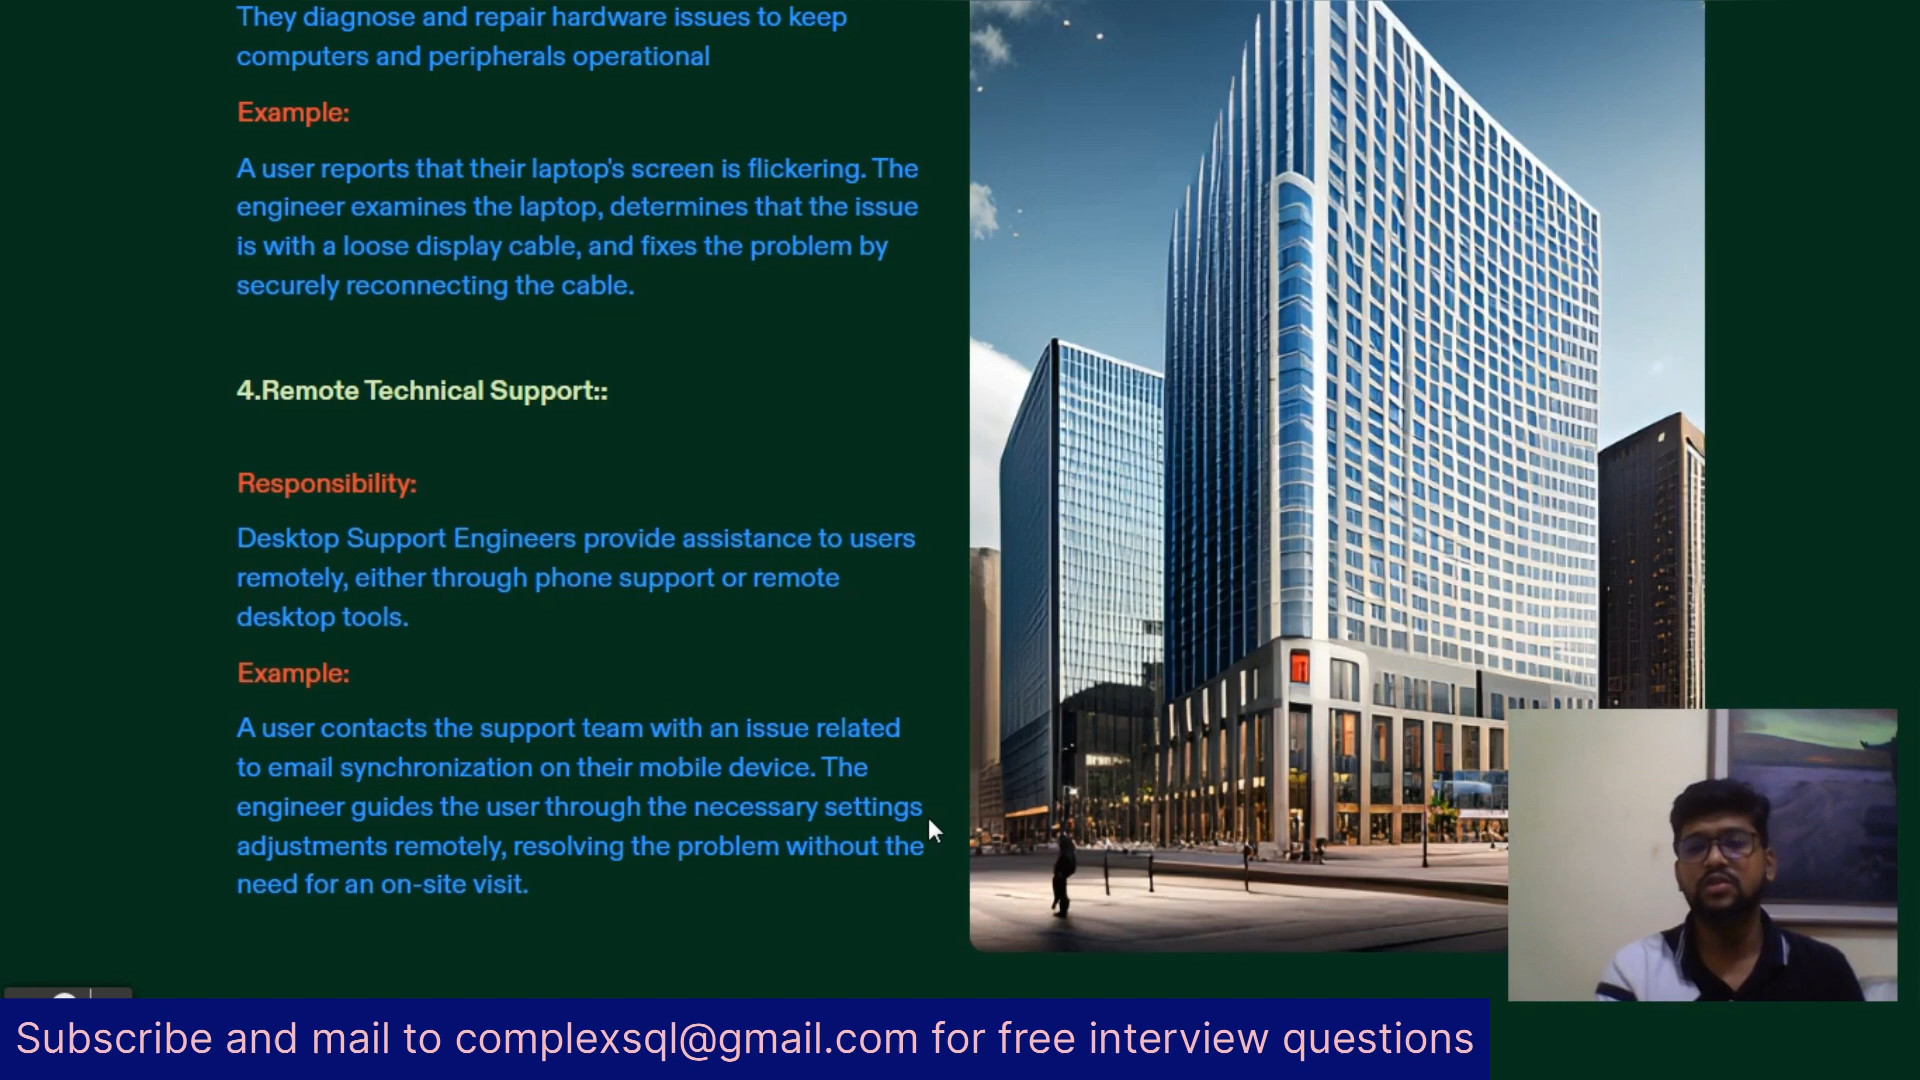 They diagnose and repair hardware issues to keep
computers and peripherals operational
Example:
A user reports that their laptop's screen is flickering. The
engineer examines the laptop, determines that the issue
is with a loose display cable, and fixes the problem by
securely reconnecting the cable.
4.Remote Technical Support::
Responsibility:
Desktop Support Engineers provide assistance to users
remotely, either through phone support or remote
desktop tools.
Example:
A user contacts the support team with an issue related
to email synchronization on their mobile device. The
engineer guides the user through the necessary settings
adjustments remotely, resolving the problem without the
need for an on-site visit.
Subscribe and mail to complexsql@gmail.com for free interview questions